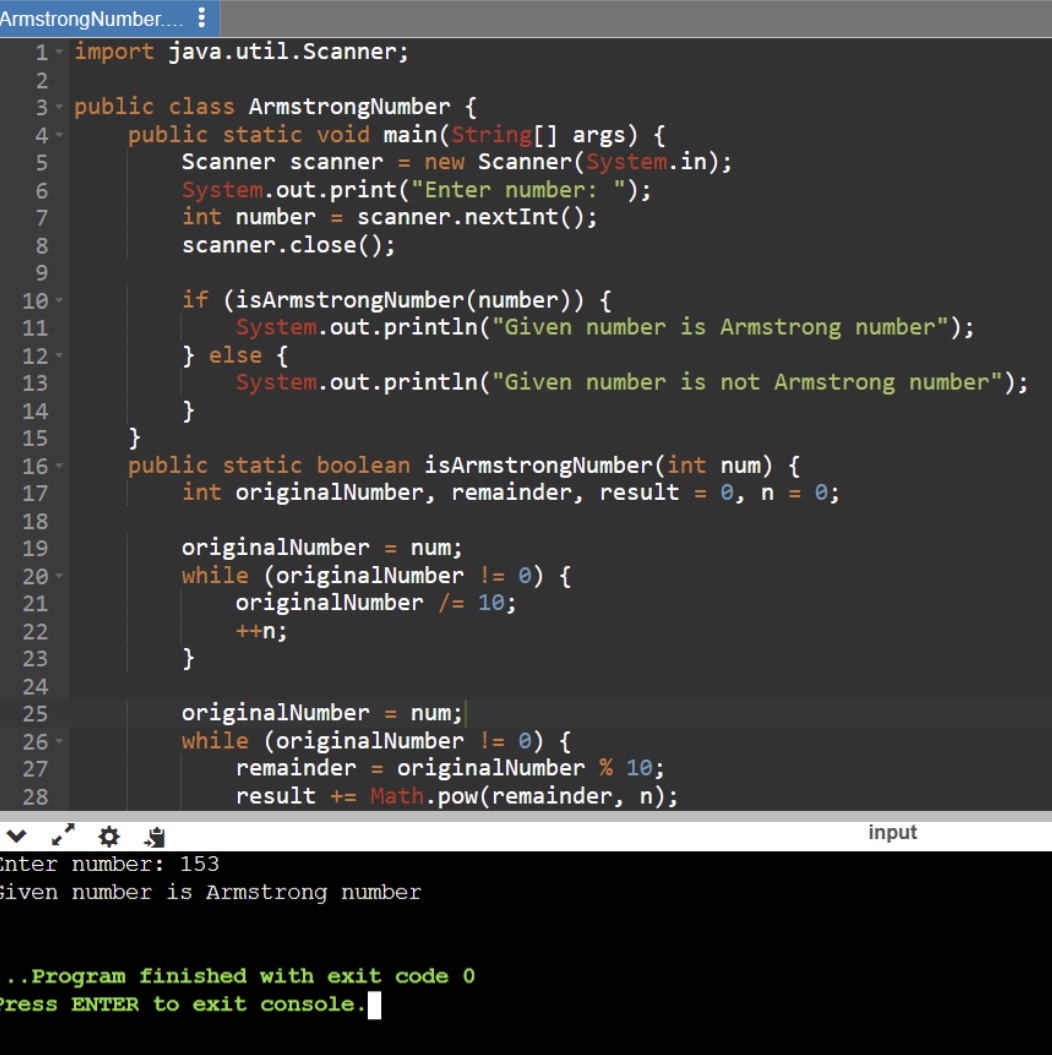 ArmstrongNumber....
1 import java.util.Scanner;
2
3 public class ArmstrongNumber {
4     public static void main(String[] args) {
5         Scanner scanner = new Scanner(System.in);
6         System.out.print("Enter number: ");
7         int number = scanner.nextInt();
8         scanner.close();
9
10         if (isArmstrongNumber(number)) {
11             System.out.println("Given number is Armstrong number");
12         } else {
13             System.out.println("Given number is not Armstrong number");
14         }
15     }
16     public static boolean isArmstrongNumber(int num) {
17         int originalNumber, remainder, result = 0, n = 0;
18
19         originalNumber = num;
20         while (originalNumber != 0) {
21             originalNumber /= 10;
22             ++n;
23         }
24
25         originalNumber = num;
26         while (originalNumber != 0) {
27             remainder = originalNumber % 10;
28             result += Math.pow(remainder, n);
input
Enter number: 153
Given number is Armstrong number
...Program finished with exit code 0
Press ENTER to exit console.